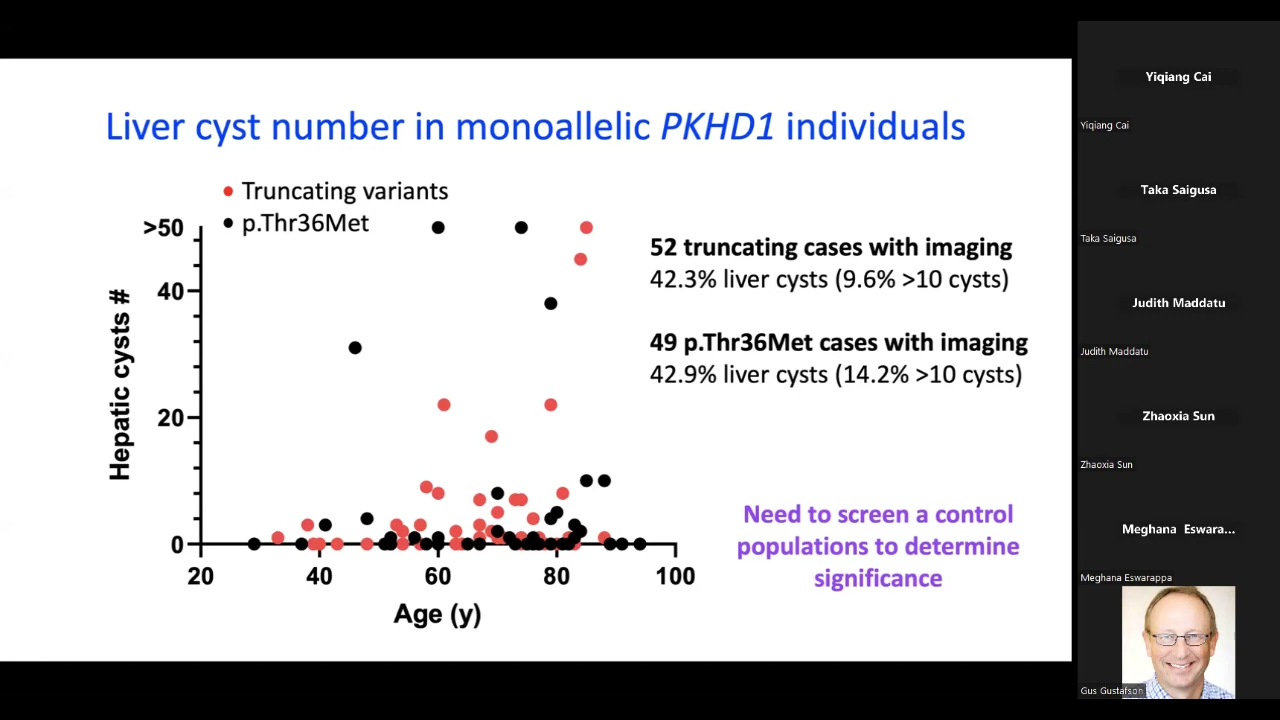 Liver cyst number in monoallelic PKHD1 individuals
Truncating variants
p.Thr36Met
>50
40
20
0
Hepatic cysts #
20 40 60 80 100
Age (y)
52 truncating cases with imaging
42.3% liver cysts (9.6% >10 cysts)
49 p.Thr36Met cases with imaging
42.9% liver cysts (14.2% >10 cysts)
Need to screen a control
populations to determine
significance
Yiqiang Cai
Yiqiang Cai
Taka Saigusa
Taka Saigusa
Judith Maddatu
Judith Maddatu
Zhaoxia Sun
Zhaoxia Sun
Meghana Eswara...
Meghana Eswarappa
Gus Gustafson